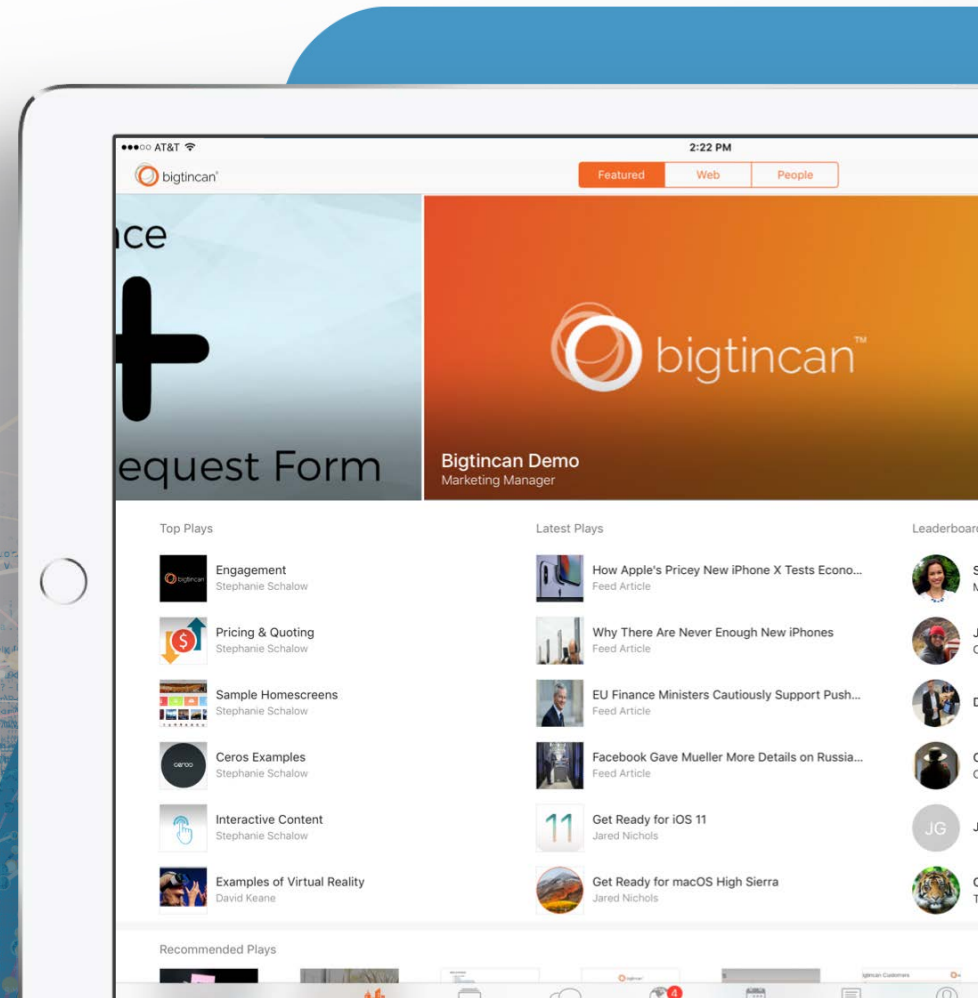 AT&T
2:22 PM
bigtincan
Featured
Web
People
ce
+
equest Form
bigtincan™
Bigtincan Demo
Marketing Manager
Top Plays
Engagement
Stephanie Schalow
Pricing & Quoting
Stephanie Schalow
Sample Homescreens
Stephanie Schalow
Ceros Examples
Stephanie Schalow
Interactive Content
Stephanie Schalow
Examples of Virtual Reality
David Keane
Latest Plays
How Apple's Pricey New iPhone X Tests Econo...
Feed Article
Why There Are Never Enough New iPhones
Feed Article
EU Finance Ministers Cautiously Support Push...
Feed Article
Facebook Gave Mueller More Details on Russia...
Feed Article
11
Get Ready for iOS 11
Jared Nichols
Get Ready for macOS High Sierra
Jared Nichols
Leaderboar
JG
Recommended Plays
4